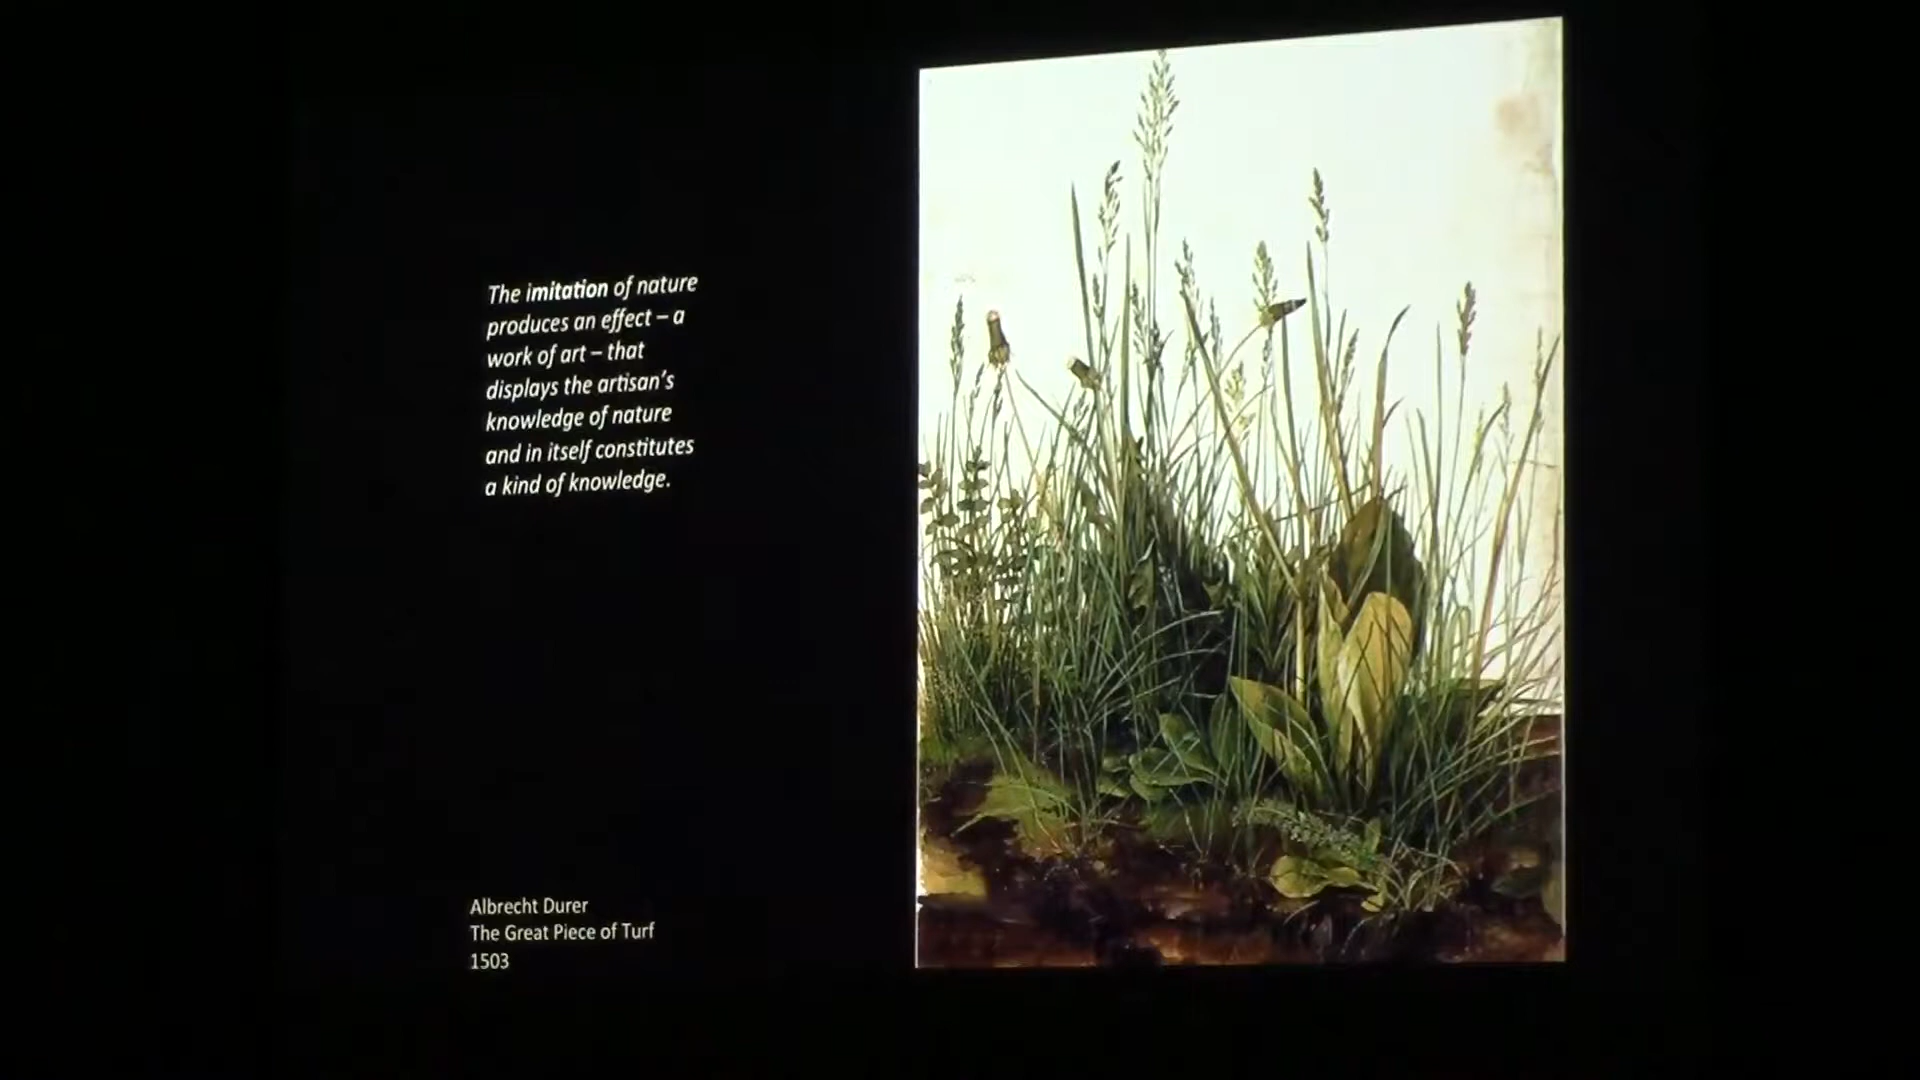 The imitation of nature
produces an effect – a
work of art – that
displays the artisan's
knowledge of nature
and in itself constitutes
a kind of knowledge.
Albrecht Durer
The Great Piece of Turf
1503